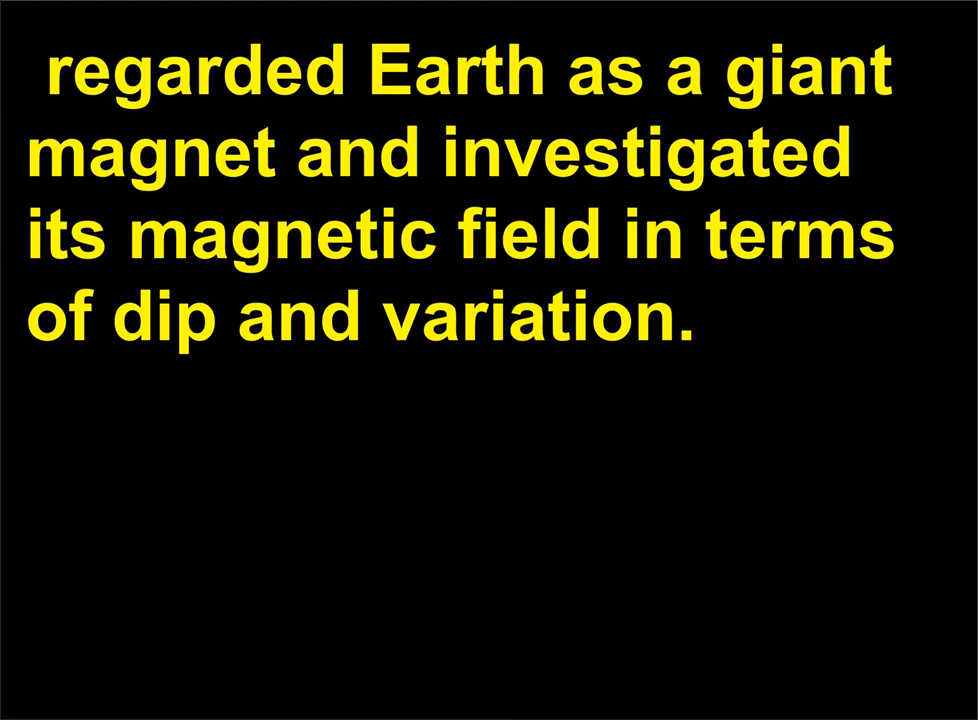 regarded Earth as a giant
magnet and investigated
its magnetic field in terms
of dip and variation.